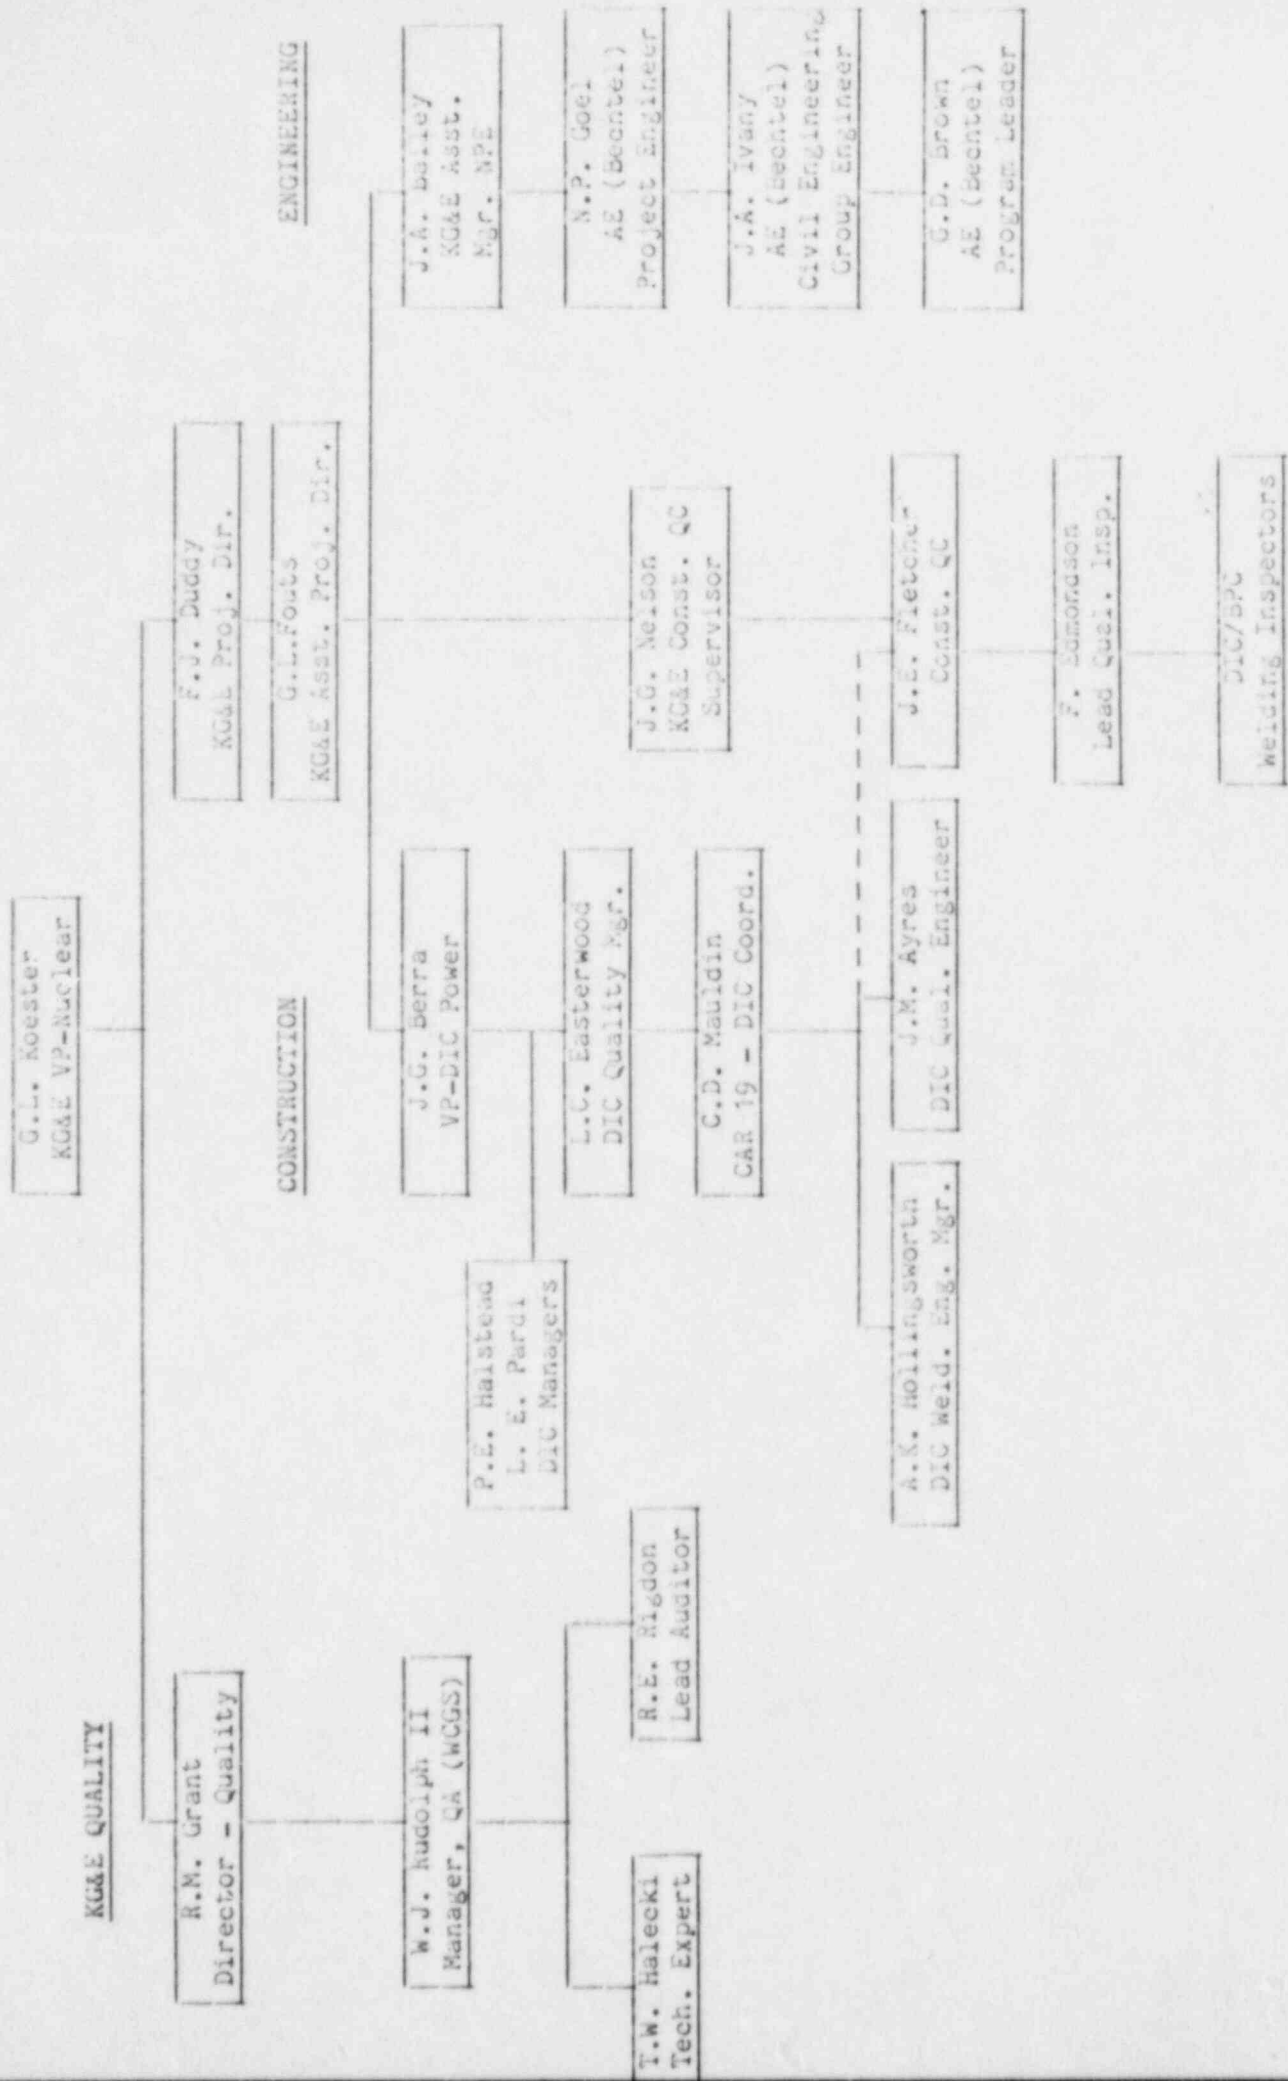 G.L. Koester
KG&E VP-Nuclear
KG&E QUALITY
R.M. Grant
Director - Quality
F.J. Duddy
KG&E Proj. Dir.
G.L.Fouts
KG&E Asst. Proj. Dir.
CONSTRUCTION
ENGINEERING
W.J. Rudolph II
Manager, QA (WCGS)
J.G. Berra
VP-DIC Power
J.A. Bailey
KG&E Asst.
Mgr. NPE
P.E. Halstead
L. E. Pardi
DIC Managers
L.C. Easterwood
DIC Quality Mgr.
N.P. Goel
AE (Bechtel)
Project Engineer
T.W. Halecki
Tech. Expert
R.E. Rigdon
Lead Auditor
C.D. Mauldin
CAR 19 - DIC Coord.
J.G. Nelson
KG&E Const. QC
Supervisor
J.A. Ivany
AE (Bechtel)
Civil Engineering
Group Engineer
A.K. Hollingsworth
DIC Weld. Eng. Mgr.
J.M. Ayres
DIC Qual. Engineer
J.E. Fletcher
Const. QC
G.D. Brown
AE (Bechtel)
Program Leader
F. Edmondson
Lead Qual. Insp.
DIC/BPC
Welding Inspectors